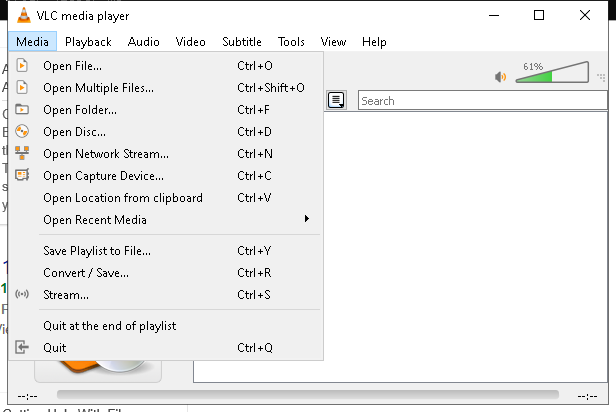 VLC media player
Media Playback Audio Video Subtitle Tools View Help
Open File... Ctrl+O
61%
Open Multiple Files... Ctrl+Shift+O
Open Folder... Ctrl+F
Search
Open Disc... Ctrl+D
Open Network Stream... Ctrl+N
Open Capture Device... Ctrl+C
Open Location from clipboard Ctrl+V
Open Recent Media
Save Playlist to File... Ctrl+Y
Convert / Save... Ctrl+R
Stream... Ctrl+S
Quit at the end of playlist
Quit Ctrl+Q
--:-- --:--